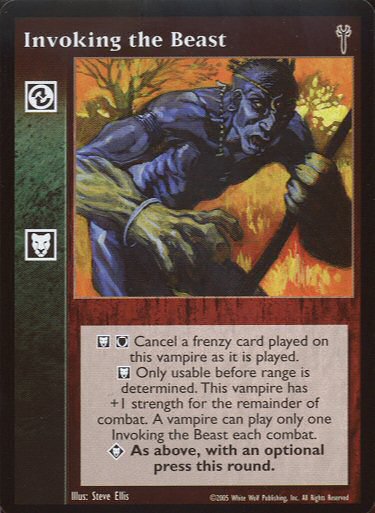 Invoking the Beast
Cancel a frenzy card played on
this vampire as it is played.
Only usable before range is
determined. This vampire has
+1 strength for the remainder of
combat. A vampire can play only one
Invoking the Beast each combat.
As above, with an optional
press this round.
Illus: Steve Ellis
©2005 White Wolf Publishing, Inc. All Rights Reserved